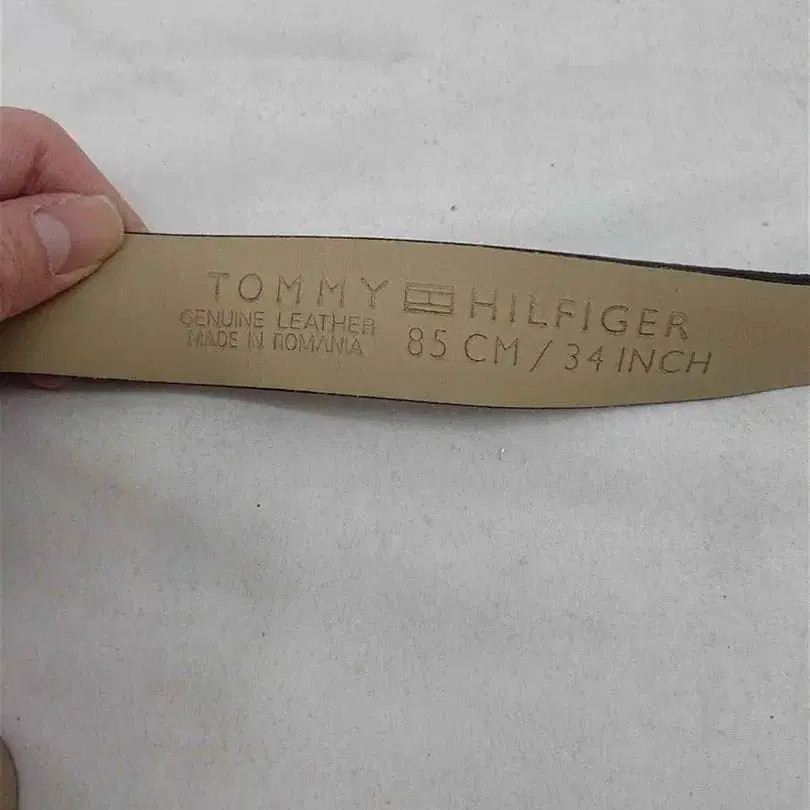 TOMMY HILFIGER
GENUINE LEATHER
MADE IN ROMANIA
85 CM / 34 INCH